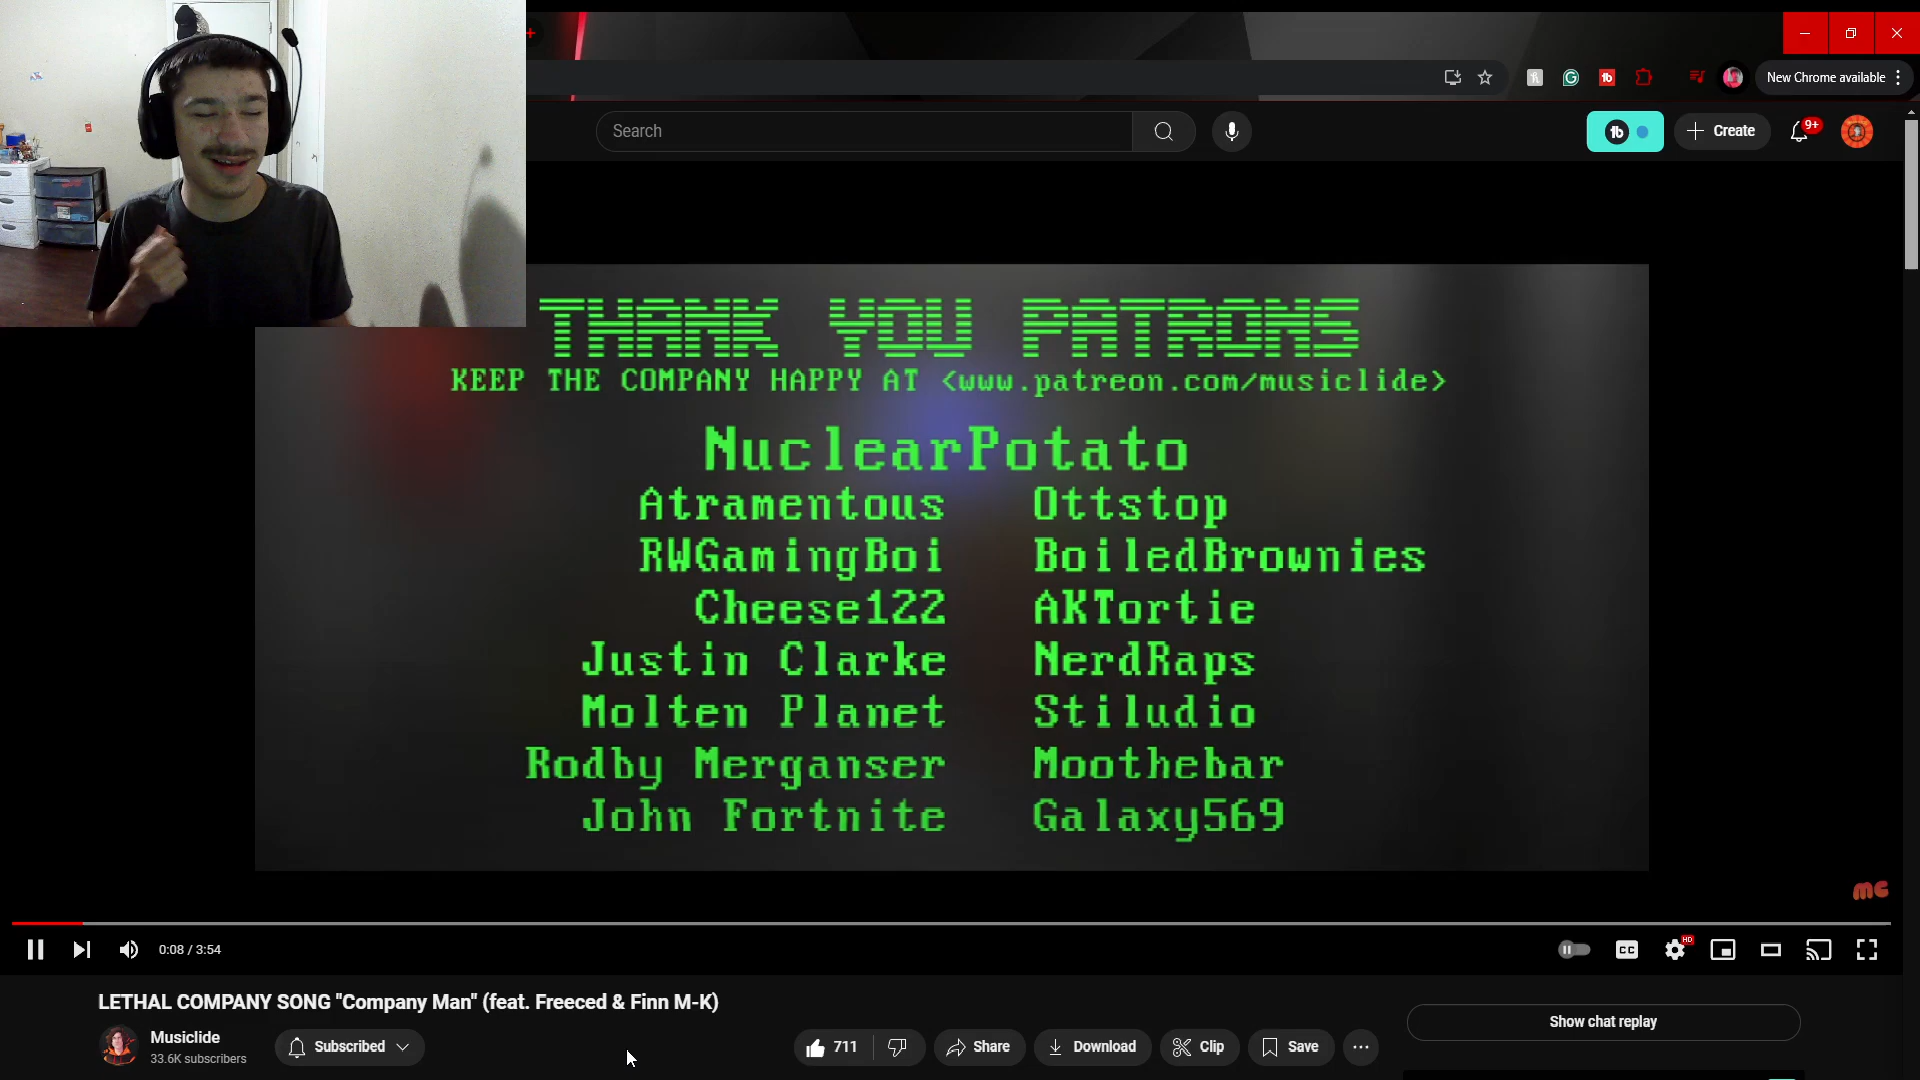 New Chrome available
Search
Create
9+
THANK YOU PATRONS
KEEP THE COMPANY HAPPY AT <www.patreon.com/musiclide>
NuclearPotato
Atramentous Ottstop
RWGamingBoi BoiledBrownies
Cheese122 AKTortie
Justin Clarke NerdRaps
Molten Planet Stiludio
Rodby Merganser Moothebar
John Fortnite Galaxy569
MC
0:08 / 3:54
CC
HD
LETHAL COMPANY SONG "Company Man" (feat. Freeced & Finn M-K)
Show chat replay
Musiclide
33.6K subscribers
Subscribed
711
Share
Download
Clip
Save